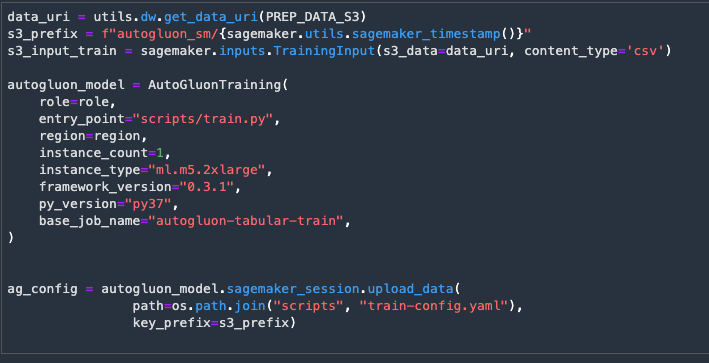 data_uri = utils.dw.get_data_uri(PREP_DATA_S3)
s3_prefix = f"autogluon_sm/{sagemaker.utils.sagemaker_timestamp()}"
s3_input_train = sagemaker.inputs.TrainingInput(s3_data=data_uri, content_type='csv')
autogluon_model = AutoGluonTraining(
    role=role,
    entry_point="scripts/train.py",
    region=region,
    instance_count=1,
    instance_type="ml.m5.2xlarge",
    framework_version="0.3.1",
    py_version="py37",
    base_job_name="autogluon-tabular-train",
)
ag_config = autogluon_model.sagemaker_session.upload_data(
                path=os.path.join("scripts", "train-config.yaml"),
                key_prefix=s3_prefix)